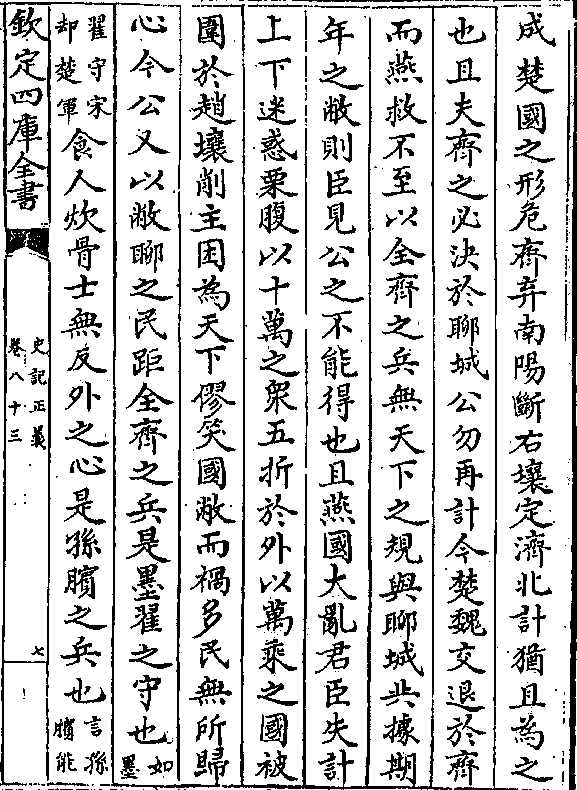 成楚國之形危齊弃南陽斷右壤定濟北計猶且為之
也且夫齊之必決於聊城公勿再計今楚魏交退於齊
而燕救不至以全齊之兵無天下之規與聊城共據期
年之敝則臣見公之不能得也且燕國大亂君臣失計
上下迷惑栗腹以十萬之衆五折於外以萬乘之國被
圍於趙壤削主困為天下僇笑國敝而禍多民無所歸
心今公又以敝聊之民距全齊之兵是墨翟之守也如墨
翟守宋却楚軍食人炊骨士無反外之心是孫臏之兵也言孫臏能
欽定四庫全書
史記正義
卷八十三
七